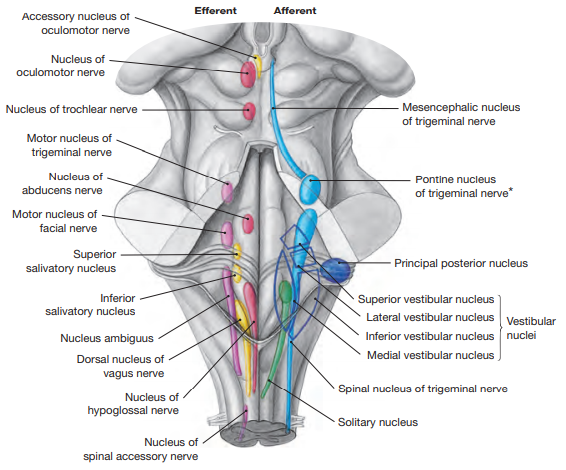 Efferent Afferent
Accessory nucleus of
oculomotor nerve
Nucleus of
oculomotor nerve
Nucleus of trochlear nerve
Motor nucleus of
trigeminal nerve
Nucleus of
abducens nerve
Motor nucleus of
facial nerve
Superior
salivatory nucleus
Inferior
salivatory nucleus
Nucleus ambiguus
Dorsal nucleus of
vagus nerve
Nucleus of
hypoglossal nerve
Nucleus of
spinal accessory nerve
Mesencephalic nucleus
of trigeminal nerve
Pontine nucleus
of trigeminal nerve*
Principal posterior nucleus
Superior vestibular nucleus
Lateral vestibular nucleus
Inferior vestibular nucleus
Medial vestibular nucleus
Vestibular
nuclei
Spinal nucleus of trigeminal nerve
Solitary nucleus